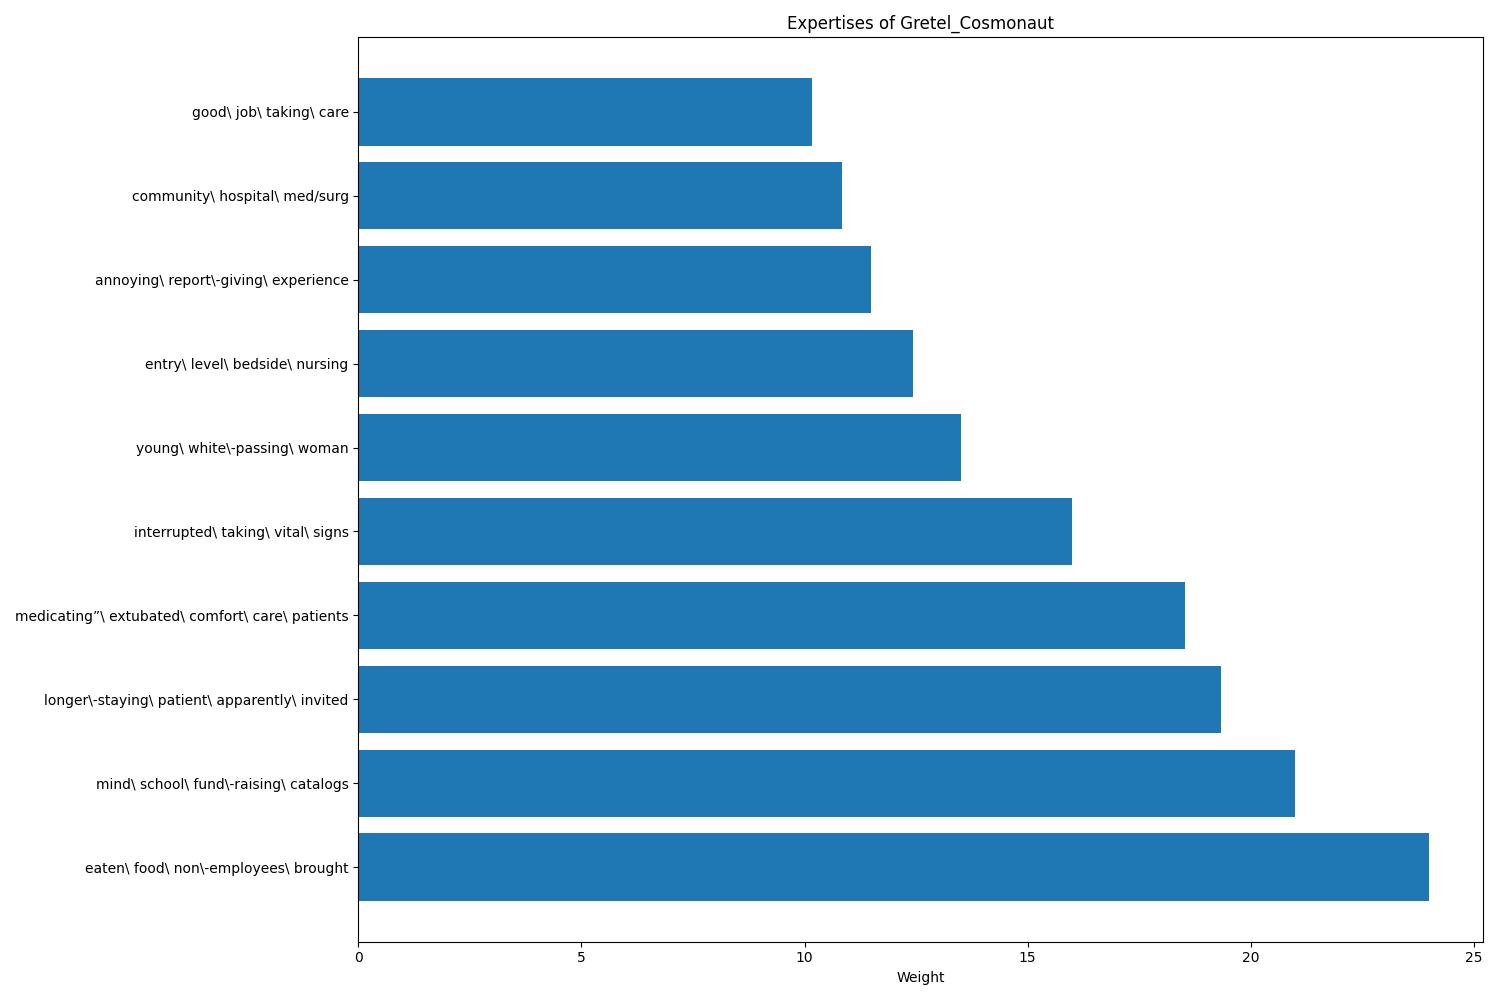 Expertises of Gretel_Cosmonaut
good\ job\ taking\ care
community\ hospital\ med/surg
annoying\ report\-giving\ experience
entry\ level\ bedside\ nursing
young\ white\-passing\ woman
interrupted\ taking\ vital\ signs
medicating”\ extubated\ comfort\ care\ patients
longer\-staying\ patient\ apparently\ invited
mind\ school\ fund\-raising\ catalogs
eaten\ food\ non\-employees\ brought
0 5 10 15 20 25
Weight